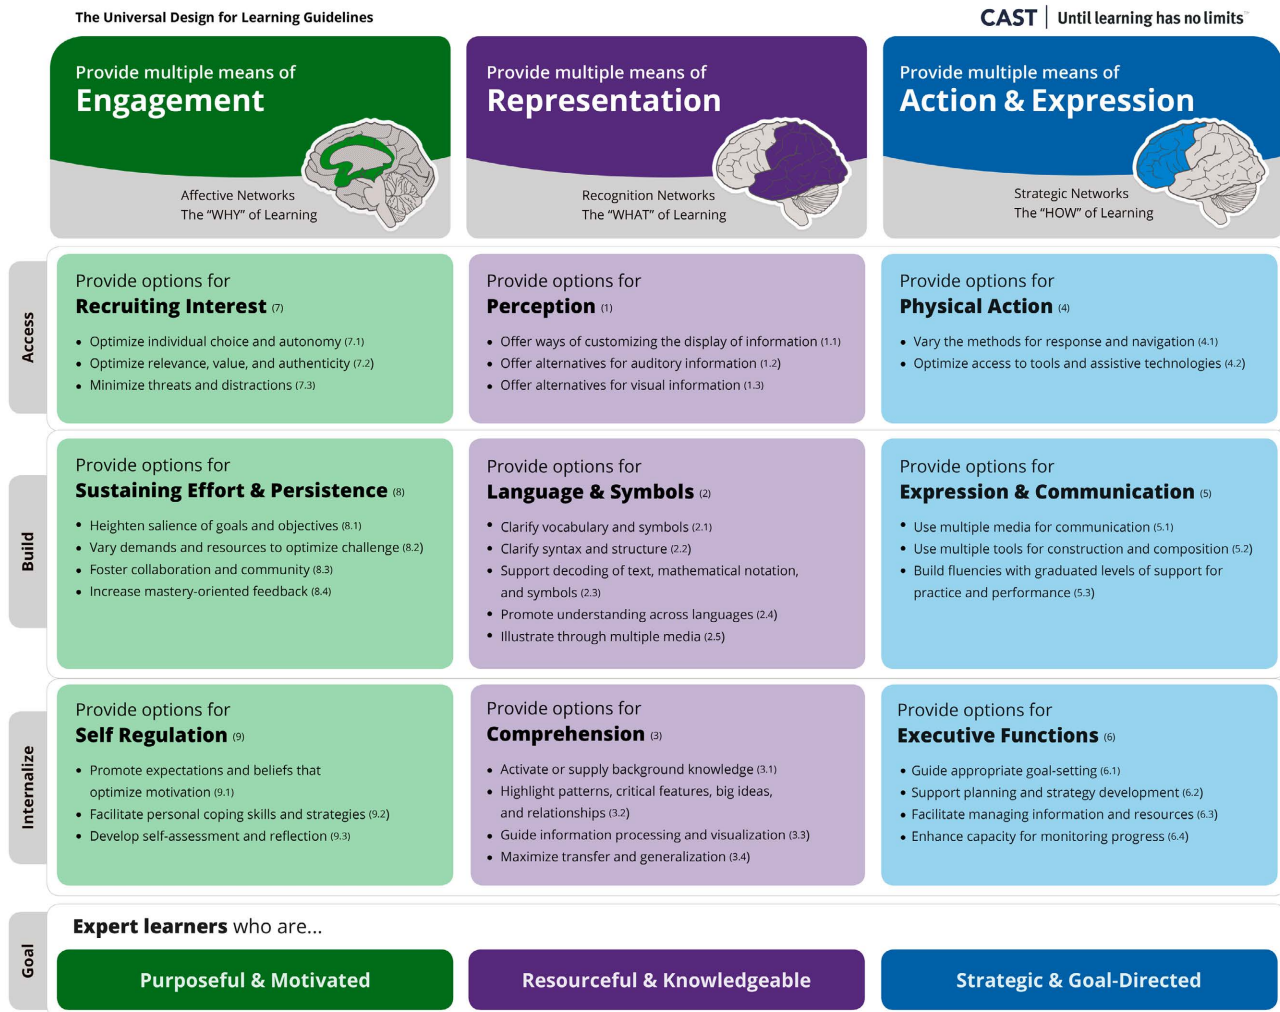 The Universal Design for Learning Guidelines
CAST | Until learning has no limits
Provide multiple means of
Engagement
Affective Networks
The “WHY” of Learning
Provide multiple means of
Representation
Recognition Networks
The “WHAT” of Learning
Provide multiple means of
Action & Expression
Strategic Networks
The “HOW” of Learning
Access
Provide options for
Recruiting Interest (7)
• Optimize individual choice and autonomy (7.1)
• Optimize relevance, value, and authenticity (7.2)
• Minimize threats and distractions (7.3)
Provide options for
Perception (1)
• Offer ways of customizing the display of information (1.1)
• Offer alternatives for auditory information (1.2)
• Offer alternatives for visual information (1.3)
Provide options for
Physical Action (4)
• Vary the methods for response and navigation (4.1)
• Optimize access to tools and assistive technologies (4.2)
Build
Provide options for
Sustaining Effort & Persistence (8)
• Heighten salience of goals and objectives (8.1)
• Vary demands and resources to optimize challenge (8.2)
• Foster collaboration and community (8.3)
• Increase mastery-oriented feedback (8.4)
Provide options for
Language & Symbols (2)
• Clarify vocabulary and symbols (2.1)
• Clarify syntax and structure (2.2)
• Support decoding of text, mathematical notation,
and symbols (2.3)
• Promote understanding across languages (2.4)
• Illustrate through multiple media (2.5)
Provide options for
Expression & Communication (5)
• Use multiple media for communication (5.1)
• Use multiple tools for construction and composition (5.2)
• Build fluencies with graduated levels of support for
practice and performance (5.3)
Internalize
Provide options for
Self Regulation (9)
• Promote expectations and beliefs that
optimize motivation (9.1)
• Facilitate personal coping skills and strategies (9.2)
• Develop self-assessment and reflection (9.3)
Provide options for
Comprehension (3)
• Activate or supply background knowledge (3.1)
• Highlight patterns, critical features, big ideas,
and relationships (3.2)
• Guide information processing and visualization (3.3)
• Maximize transfer and generalization (3.4)
Provide options for
Executive Functions (6)
• Guide appropriate goal-setting (6.1)
• Support planning and strategy development (6.2)
• Facilitate managing information and resources (6.3)
• Enhance capacity for monitoring progress (6.4)
Goal
Expert learners who are...
Purposeful & Motivated
Resourceful & Knowledgeable
Strategic & Goal-Directed